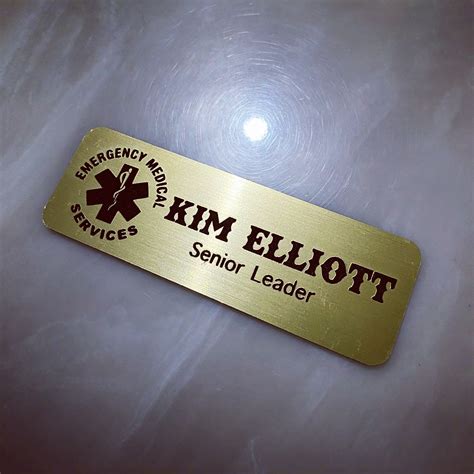 EMERGENCY MEDICAL
SERVICES
KIM ELLIOTT
Senior Leader